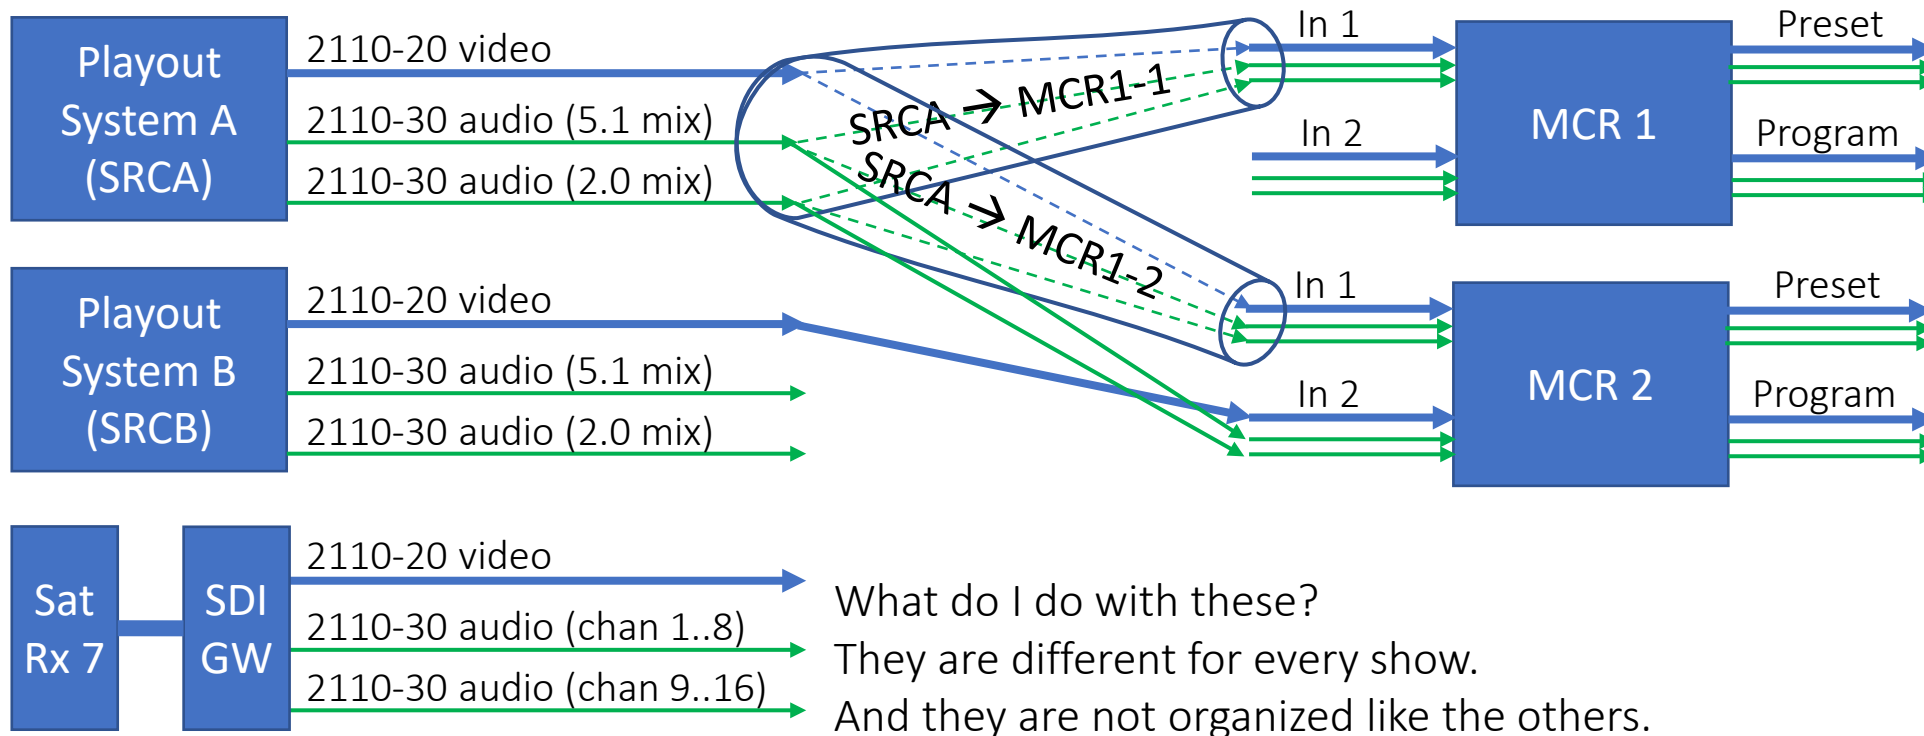 Playout
System A
(SRCA)
2110-20 video
2110-30 audio (5.1 mix)
2110-30 audio (2.0 mix)
SRCA → MCR1-1
SRCA → MCR1-2
In 1
In 2
MCR 1
Preset
Program
Playout
System B
(SRCB)
2110-20 video
2110-30 audio (5.1 mix)
2110-30 audio (2.0 mix)
In 1
In 2
MCR 2
Preset
Program
Sat
Rx 7
SDI
GW
2110-20 video
2110-30 audio (chan 1..8)
2110-30 audio (chan 9..16)
What do I do with these?
They are different for every show.
And they are not organized like the others.